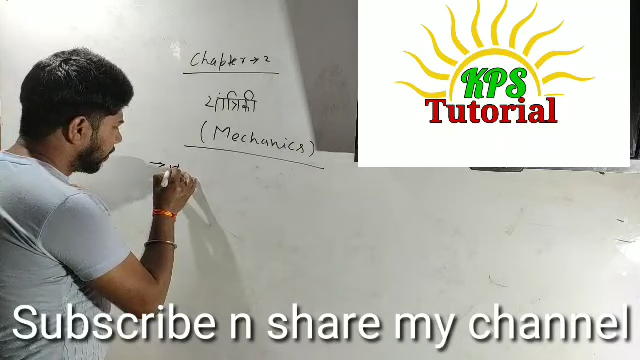 Chapter → 2
यांत्रिकी
(Mechanics)
→
KPS
Tutorial
Subscribe n share my channel